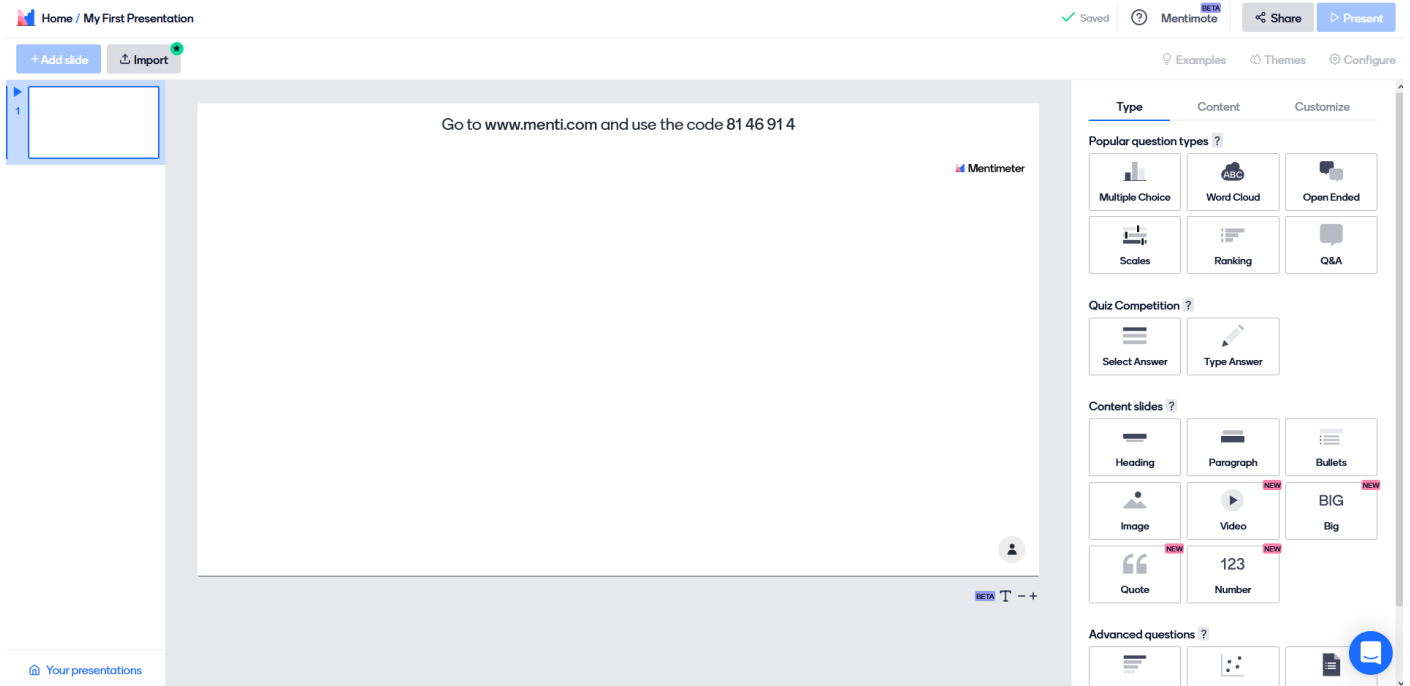 Home / My First Presentation
Saved
?
Mentimote
BETA
Share
Present
+Add slide
Import
Examples
Themes
Configure
1
Go to www.menti.com and use the code 81 46 91 4
Mentimeter
BETA T − +
Your presentations
Type Content Customize
Popular question types ?
ABC
Multiple Choice Word Cloud Open Ended
Scales Ranking Q&A
Quiz Competition ?
Select Answer Type Answer
Content slides ?
Heading Paragraph Bullets
NEW NEW
BIG
Image Video Big
NEW NEW
123
Quote Number
Advanced questions ?